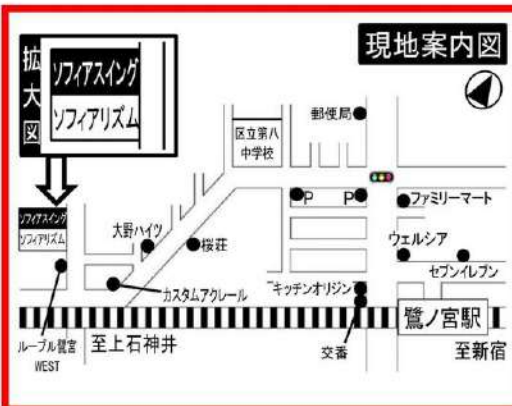 現地案内図
拡大図
ソフィアスイング
ソフィアリズム
郵便局
区立第八
中学校
P
P
ファミリーマート
ソフィアスイング
ソフィアリズム
大野ハイツ
桜荘
ウェルシア
セブンイレブン
カスタムアクレール
キッチンオリジン
鷺ノ宮駅
ルーブル鷺宮
WEST
至上石神井
交番
至新宿